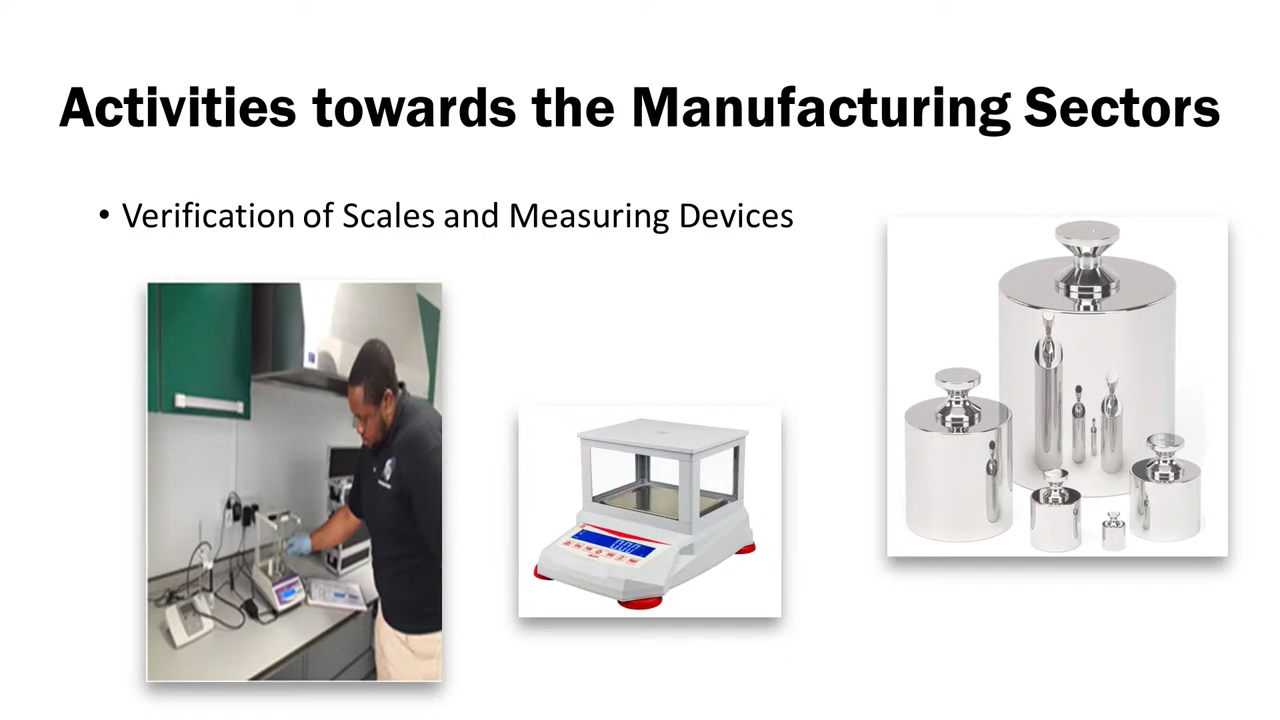 Activities towards the Manufacturing Sectors
• Verification of Scales and Measuring Devices